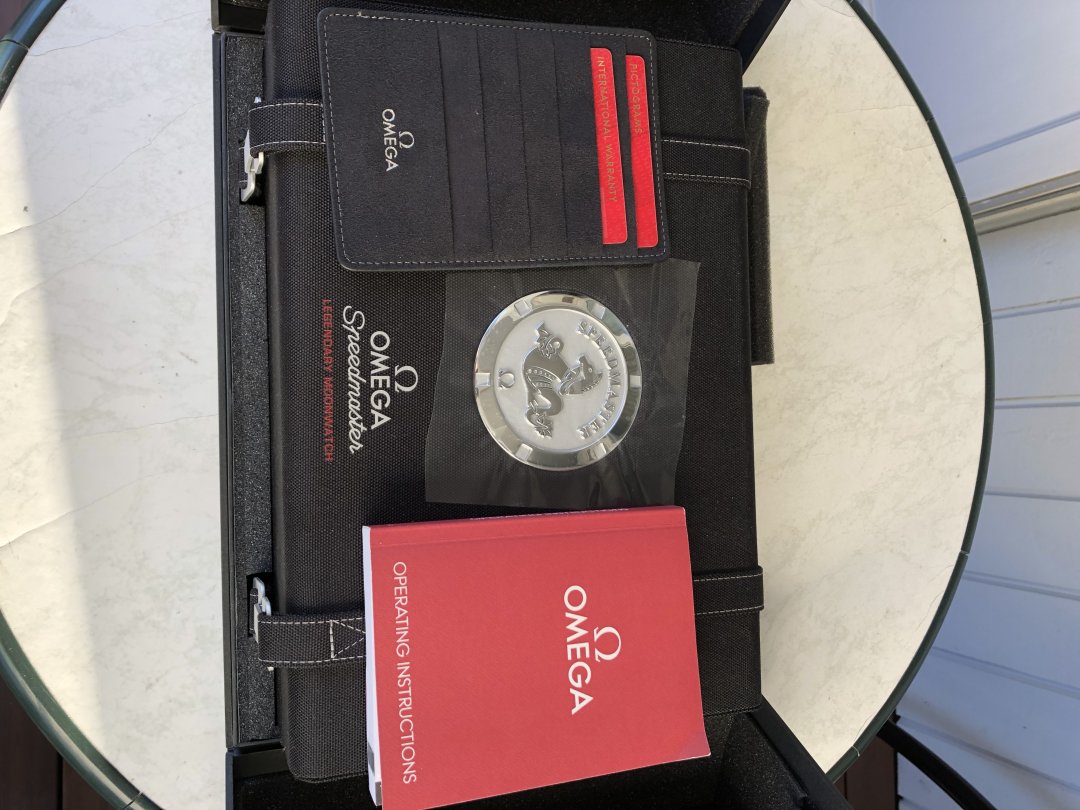 Ω
OMEGA
INTERNATIONAL WARRANTY
PICTOGRAMS
Ω
OMEGA
Speedmaster
LEGENDARY MOONWATCH
SPEEDMASTER
Ω
Ω
OMEGA
OPERATING INSTRUCTIONS